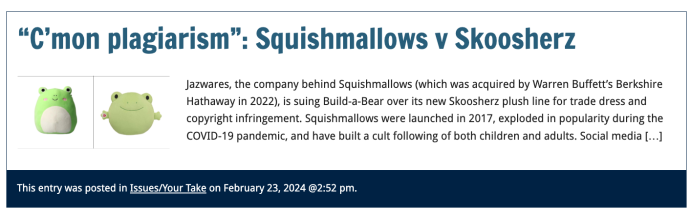 “C’mon plagiarism”: Squishmallows v Skoosherz
Jazwares, the company behind Squishmallows (which was acquired by Warren Buffett’s Berkshire
Hathaway in 2022), is suing Build-a-Bear over its new Skoosherz plush line for trade dress and
copyright infringement. Squishmallows were launched in 2017, exploded in popularity during the
COVID-19 pandemic, and have built a cult following of both children and adults. Social media […]
This entry was posted in Issues/Your Take on February 23, 2024 @2:52 pm.